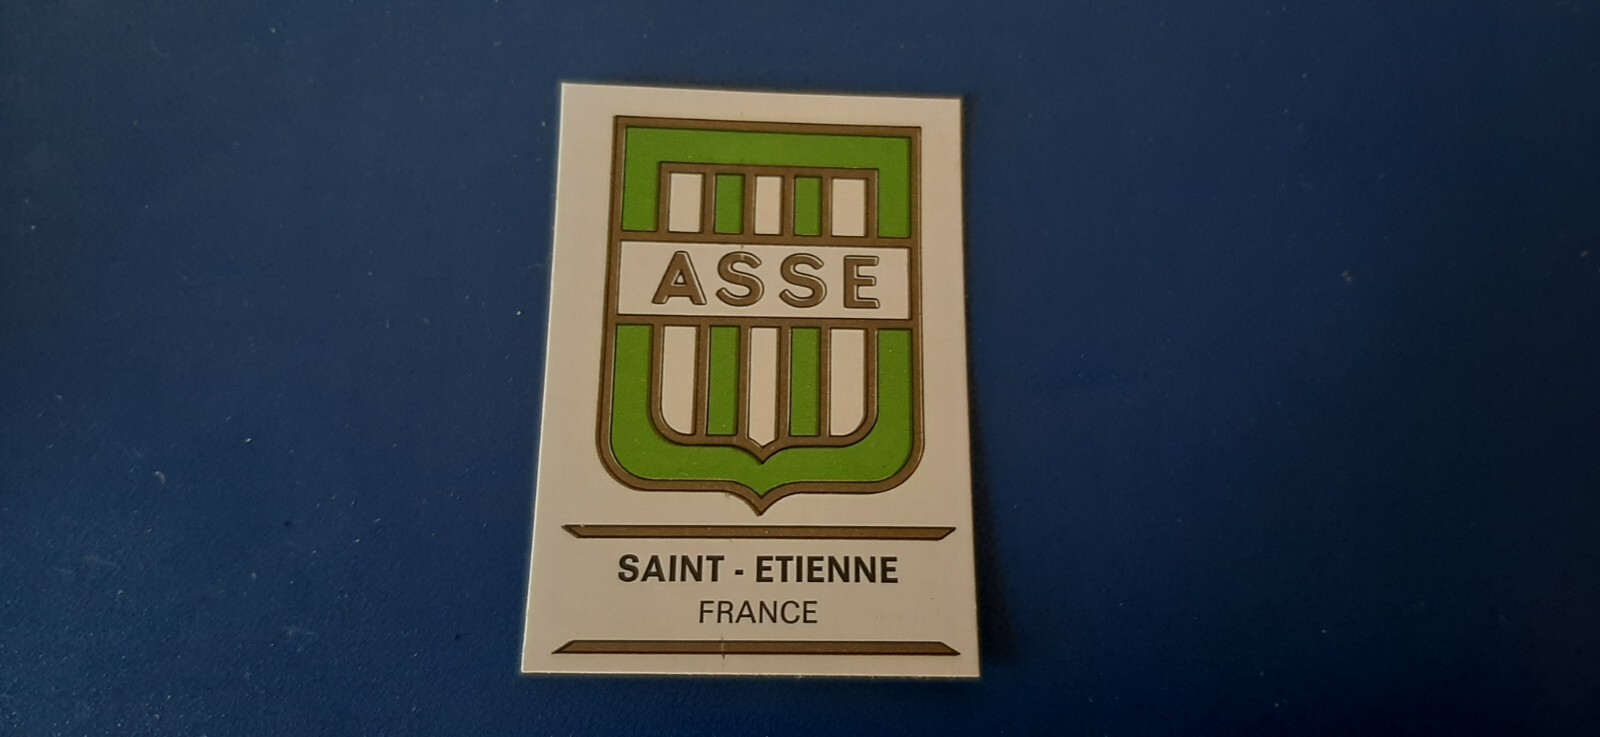 ASSE
SAINT - ETIENNE
FRANCE